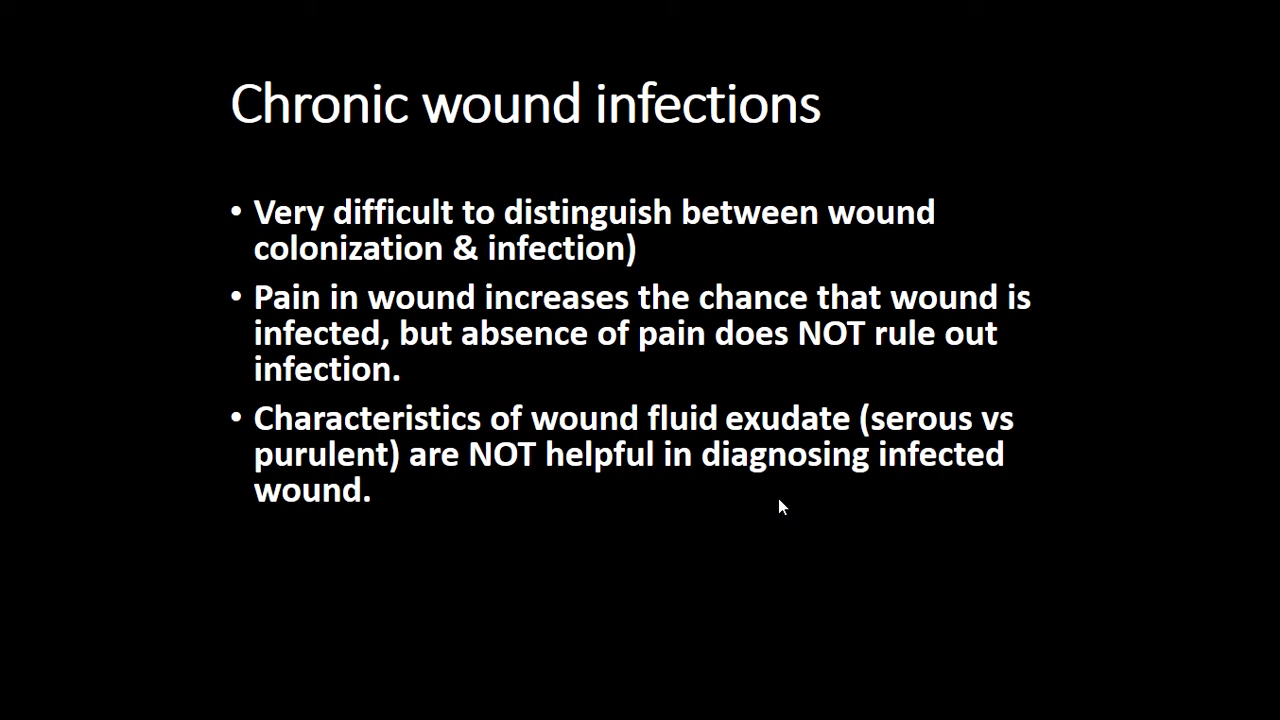 Chronic wound infections
• Very difficult to distinguish between wound
colonization & infection)
• Pain in wound increases the chance that wound is
infected, but absence of pain does NOT rule out
infection.
• Characteristics of wound fluid exudate (serous vs
purulent) are NOT helpful in diagnosing infected
wound.